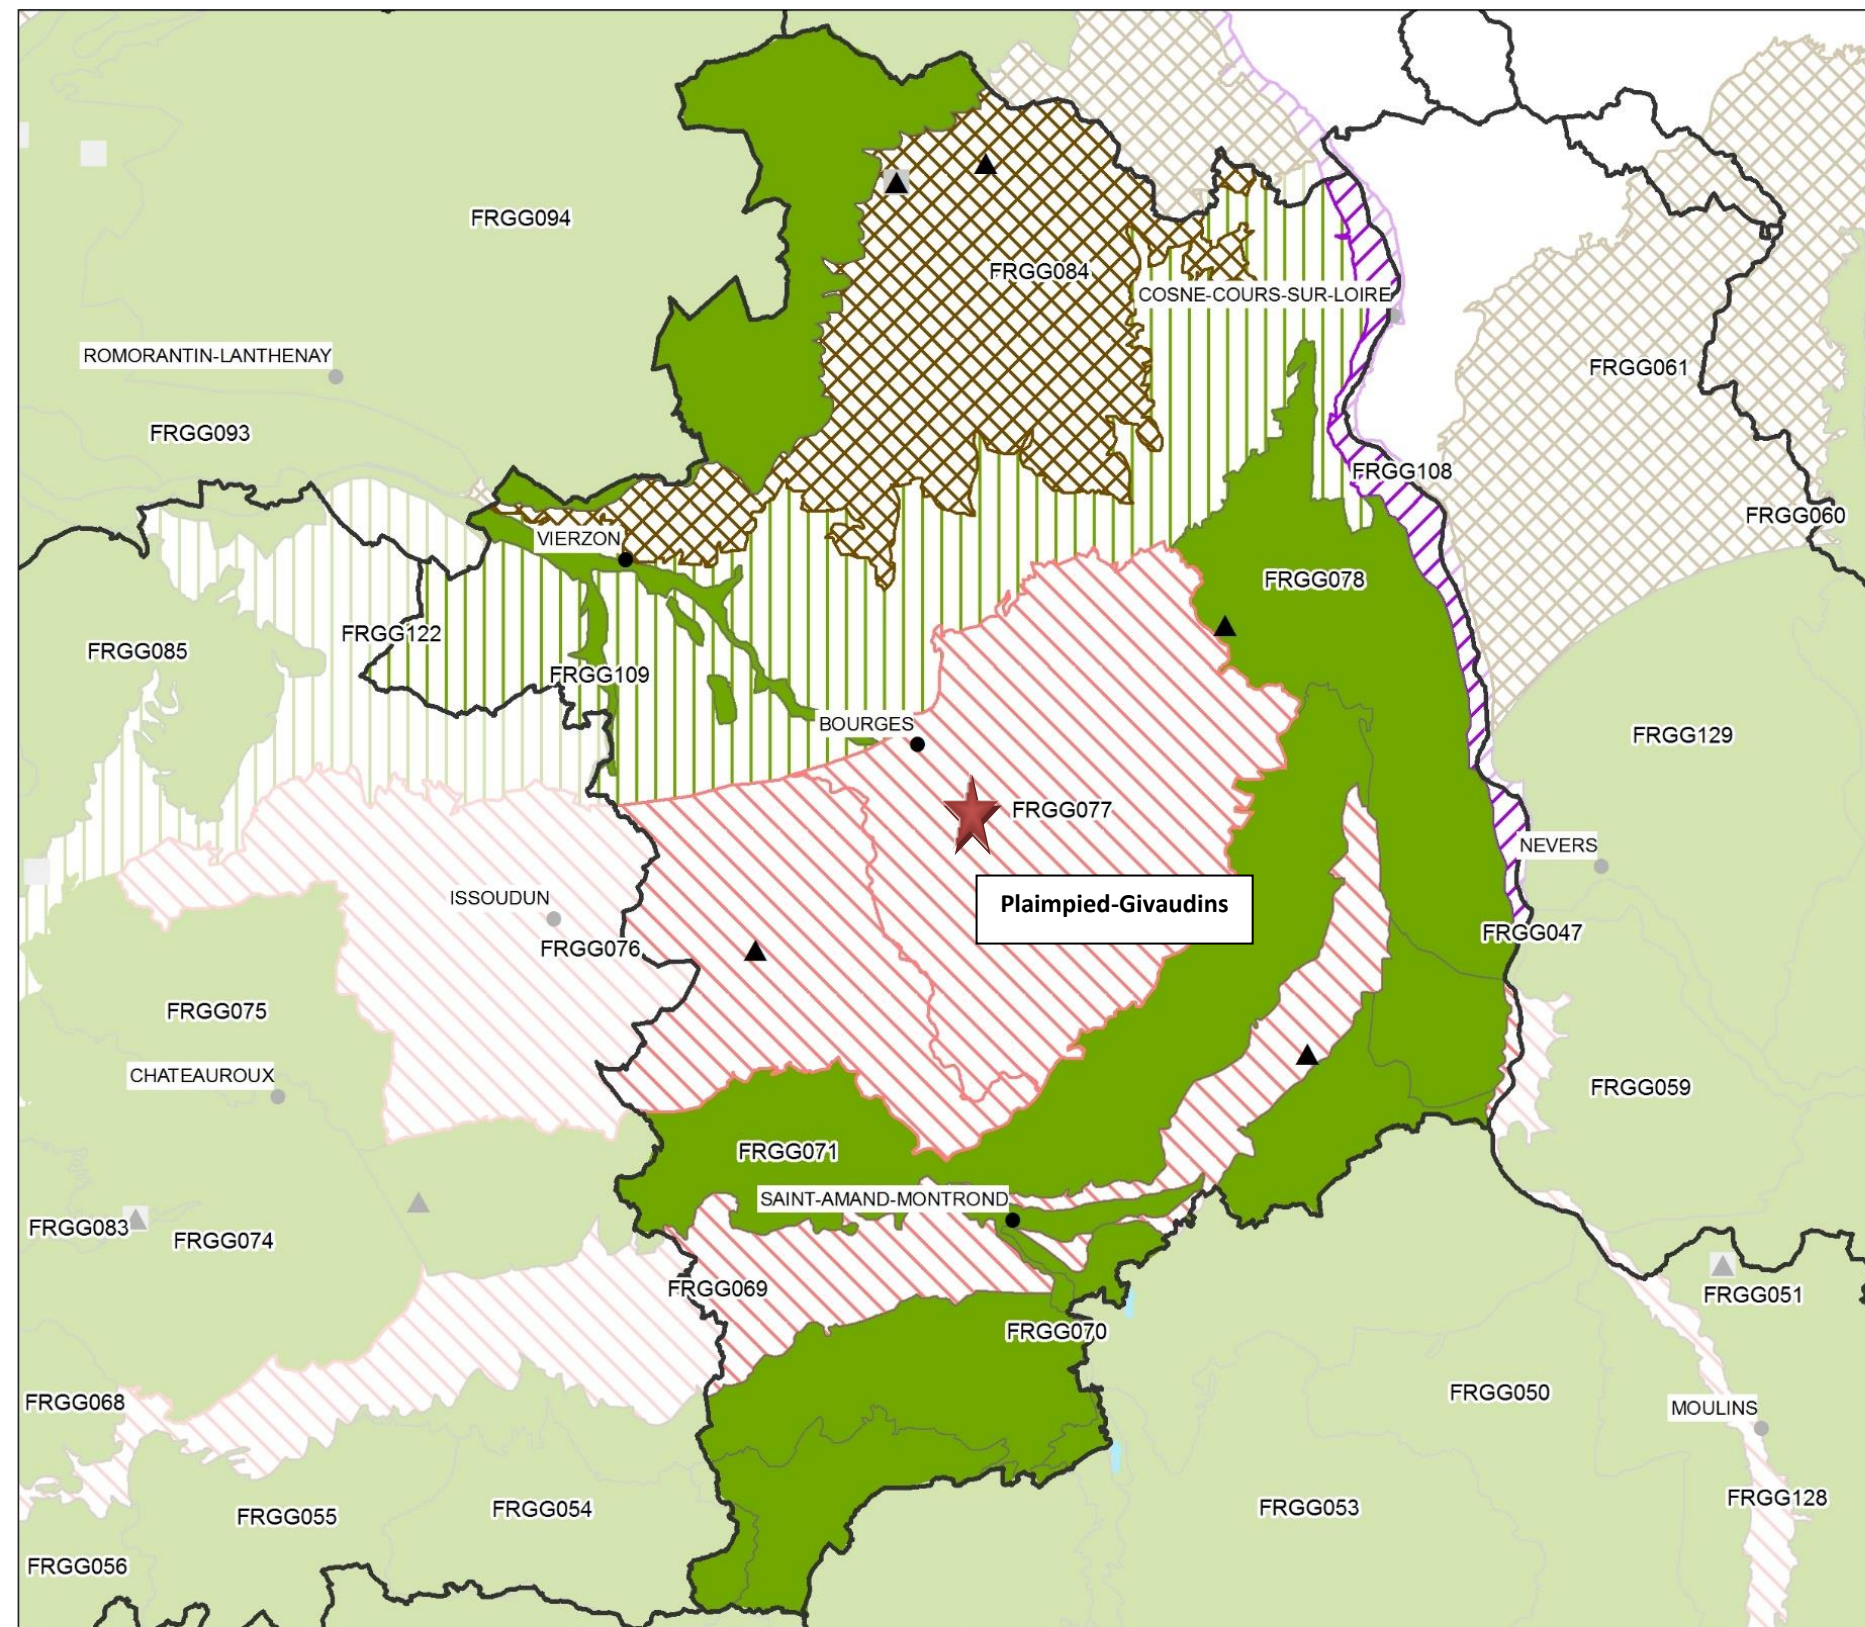 FRGG094
FRGG084
COSNE-COURS-SUR-LOIRE
ROMORANTIN-LANTHENAY
FRGG061
FRGG093
FRGG108
FRGG060
VIERZON
FRGG078
FRGG122
FRGG085
FRGG109
BOURGES
FRGG129
FRGG077
NEVERS
ISSOUDUN
Plaimpied-Givaudins
FRGG047
FRGG076
FRGG075
CHATEAUROUX
FRGG059
FRGG071
SAINT-AMAND-MONTROND
FRGG083
FRGG074
FRGG069
FRGG051
FRGG070
FRGG068
FRGG050
MOULINS
FRGG128
FRGG055
FRGG054
FRGG053
FRGG056